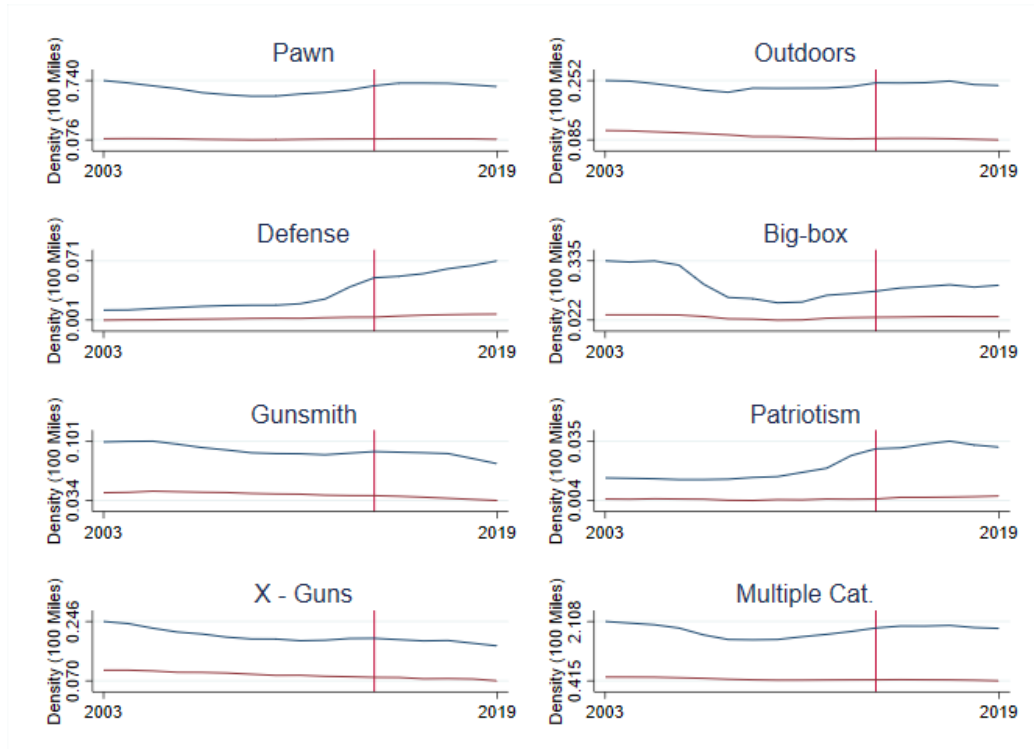 Pawn
Density (100 Miles)
0.740
0.076
2003
2019
Outdoors
Density (100 Miles)
0.252
0.085
2003
2019
Defense
Density (100 Miles)
0.071
0.001
2003
2019
Big-box
Density (100 Miles)
0.335
0.022
2003
2019
Gunsmith
Density (100 Miles)
0.101
0.034
2003
2019
Patriotism
Density (100 Miles)
0.035
0.004
2003
2019
X - Guns
Density (100 Miles)
0.246
0.070
2003
2019
Multiple Cat.
Density (100 Miles)
2.108
0.415
2003
2019